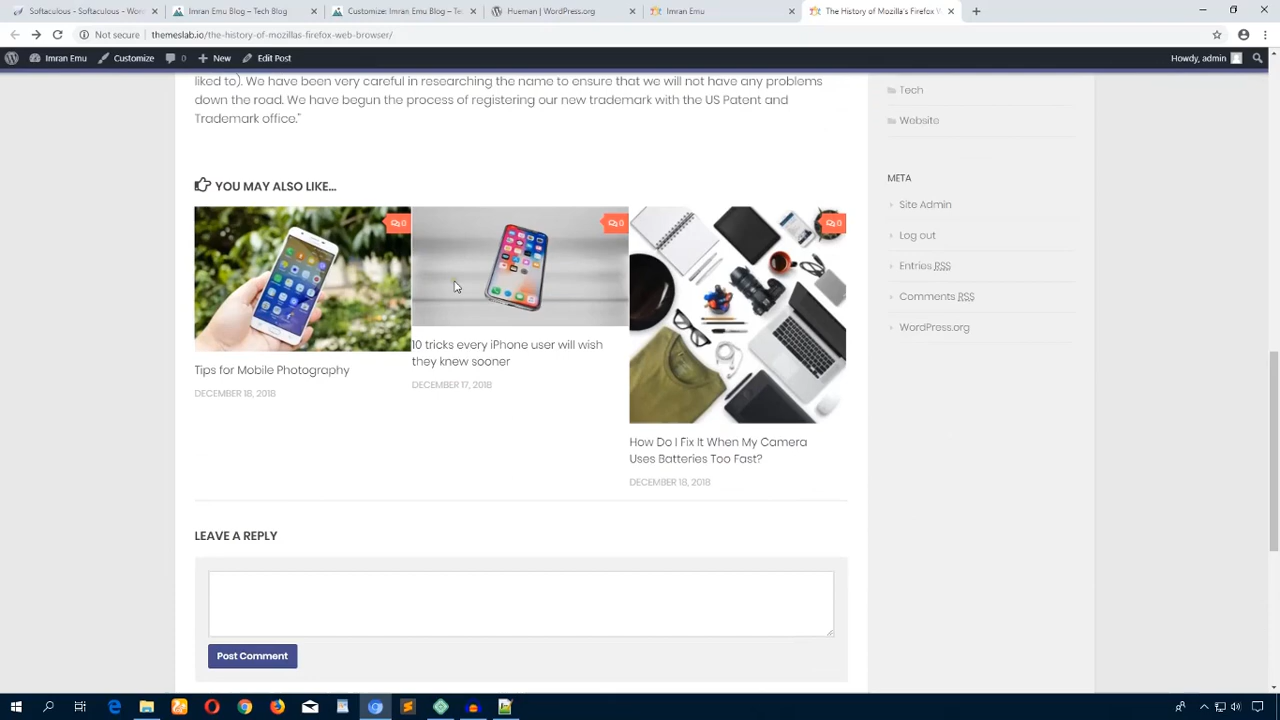 Softaculous - Softaculous - Wor
Imran Emu Blog – Tech Blog
Customize: Imran Emu Blog – Tec
Hueman | WordPress.org
Imran Emu
The History of Mozilla's Firefox W
Not secure | themeslab.io/the-history-of-mozillas-firefox-web-browser/
Imran Emu
Customize
0
New
Edit Post
Howdy, admin
liked to). We have been very careful in researching the name to ensure that we will not have any problems
down the road. We have begun the process of registering our new trademark with the US Patent and
Trademark office."
Tech
Website
META
Site Admin
Log out
Entries RSS
Comments RSS
WordPress.org
YOU MAY ALSO LIKE...
0
0
0
Tips for Mobile Photography
DECEMBER 18, 2018
10 tricks every iPhone user will wish
they knew sooner
DECEMBER 17, 2018
How Do I Fix It When My Camera
Uses Batteries Too Fast?
DECEMBER 18, 2018
LEAVE A REPLY
Post Comment